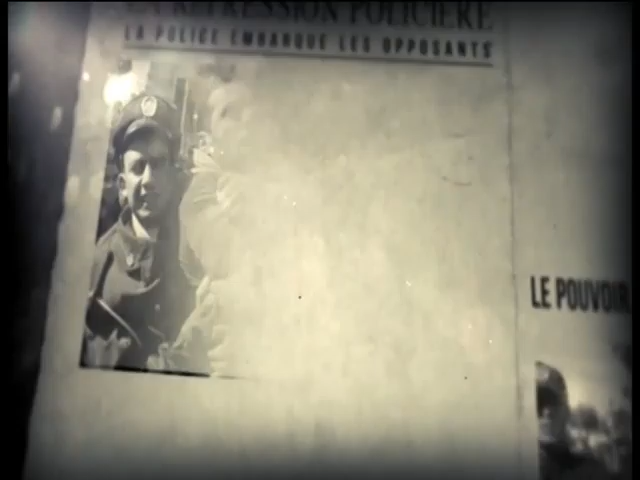 LA RÉPRESSION POLICIÈRE
LA POLICE EMBARQUE LES OPPOSANTS
LE POUVOIR